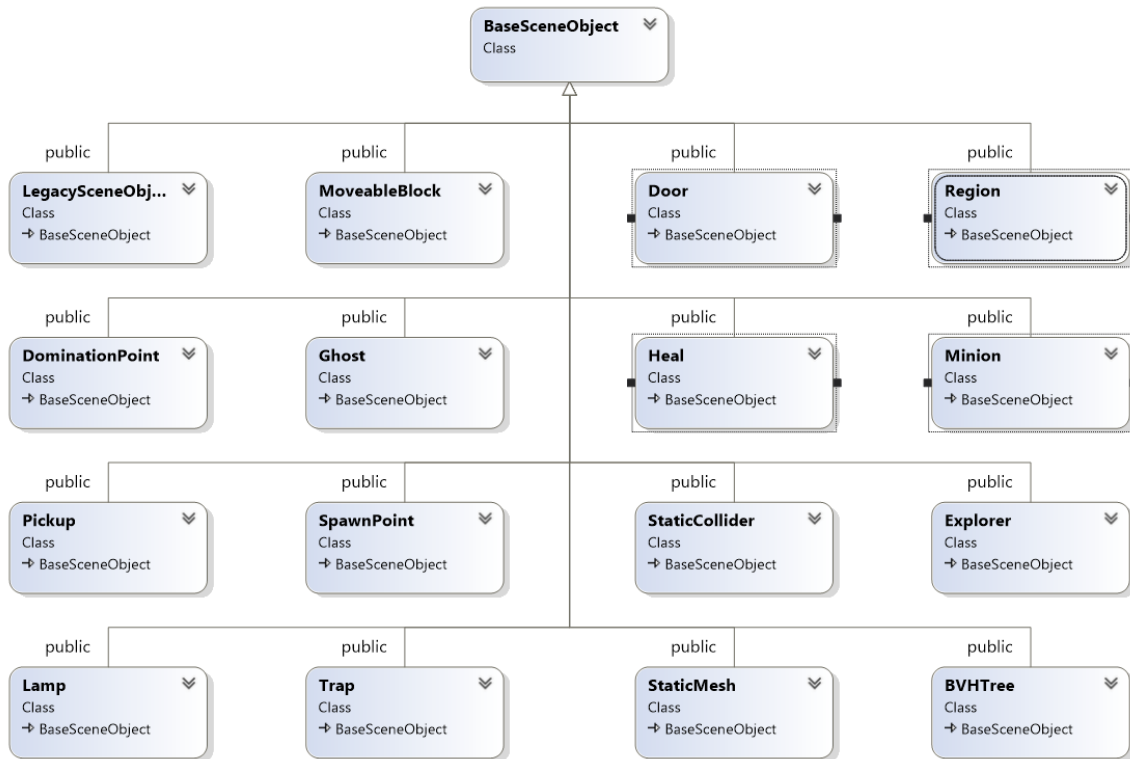 BaseSceneObject
Class
public public public public
LegacySceneObj... MoveableBlock Door Region
Class Class Class Class
BaseSceneObject BaseSceneObject BaseSceneObject BaseSceneObject
public public public public
DominationPoint Ghost Heal Minion
Class Class Class Class
BaseSceneObject BaseSceneObject BaseSceneObject BaseSceneObject
public public public public
Pickup SpawnPoint StaticCollider Explorer
Class Class Class Class
BaseSceneObject BaseSceneObject BaseSceneObject BaseSceneObject
public public public public
Lamp Trap StaticMesh BVHTree
Class Class Class Class
BaseSceneObject BaseSceneObject BaseSceneObject BaseSceneObject